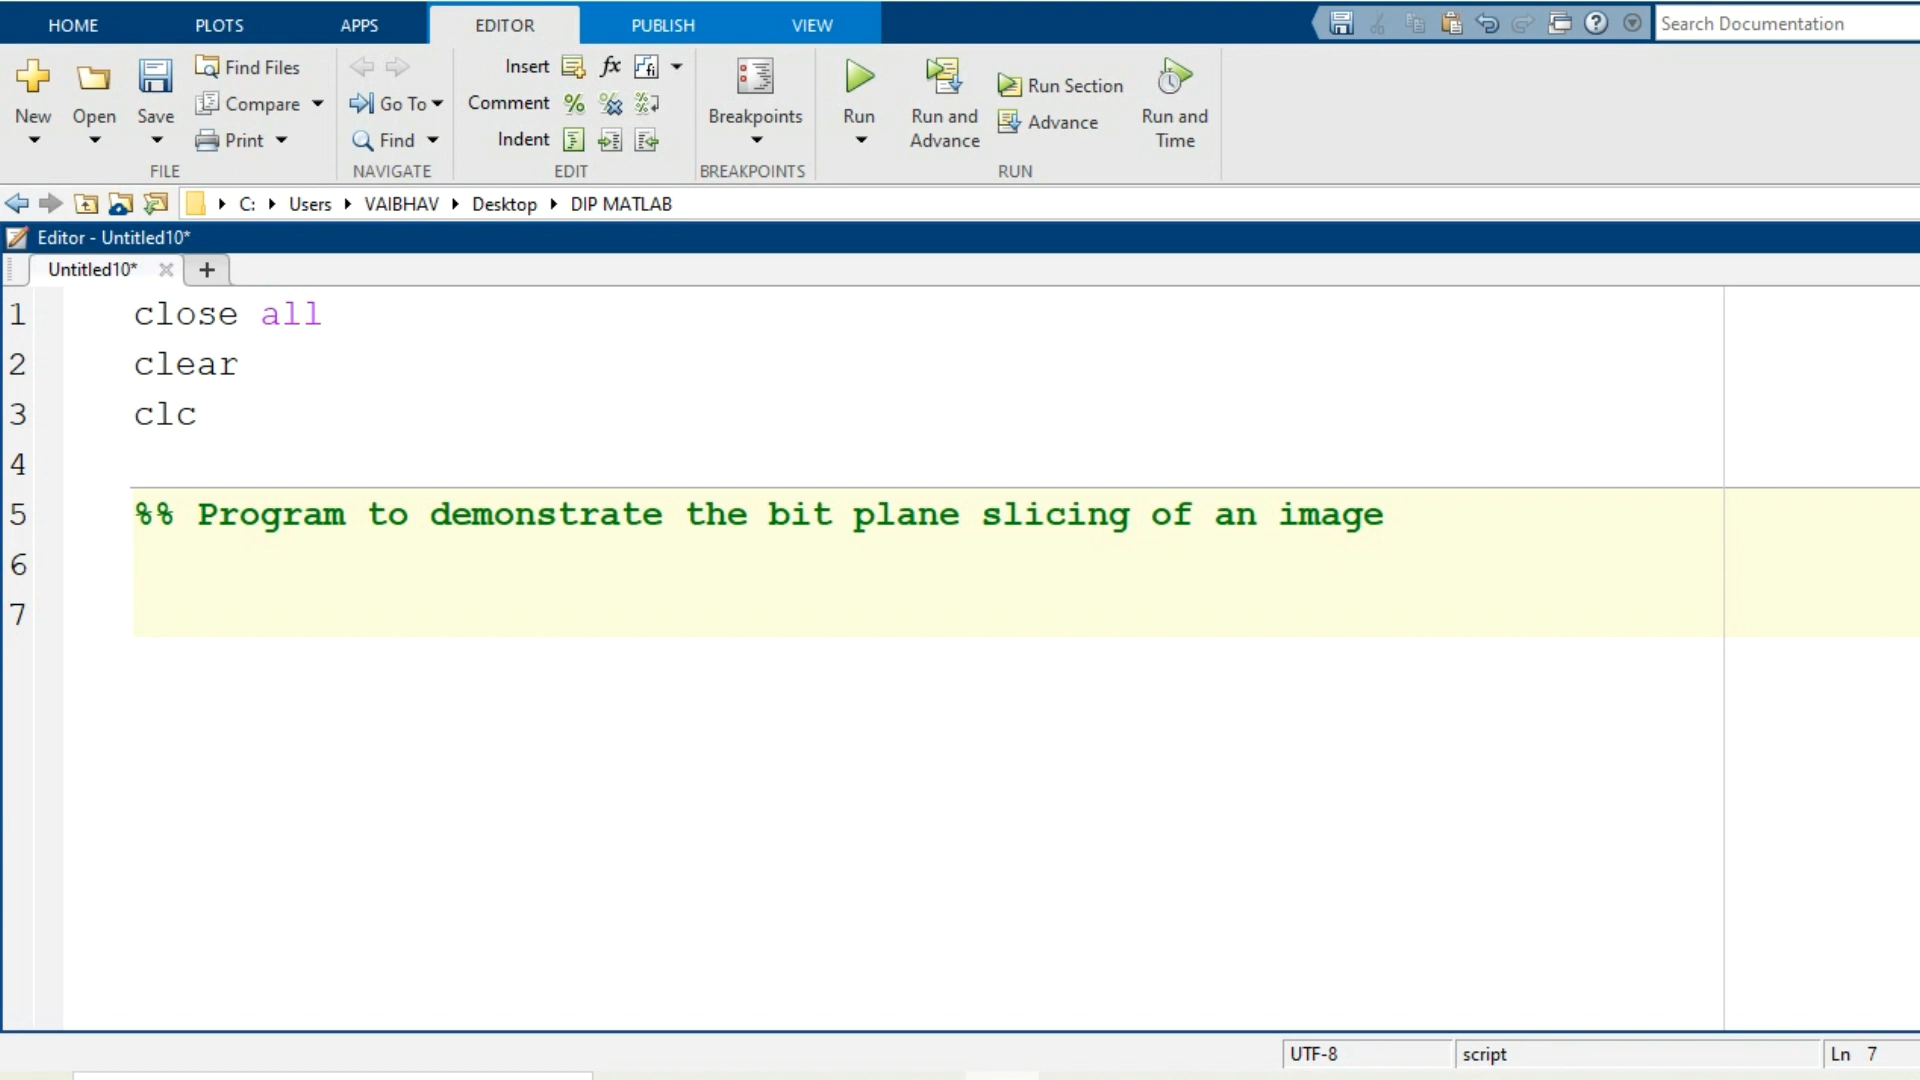 HOME PLOTS APPS EDITOR PUBLISH VIEW Search Documentation
New Open Save Find Files Compare Print FILE
Go To Find NAVIGATE
Insert fx fi Comment % Indent EDIT
Breakpoints BREAKPOINTS
Run Run and Advance Run Section Advance Run and Time RUN
C: Users VAIBHAV Desktop DIP MATLAB
Editor - Untitled10*
Untitled10* × +
1 close all
2 clear
3 clc
4
5 %% Program to demonstrate the bit plane slicing of an image
6
7
UTF-8 script Ln 7